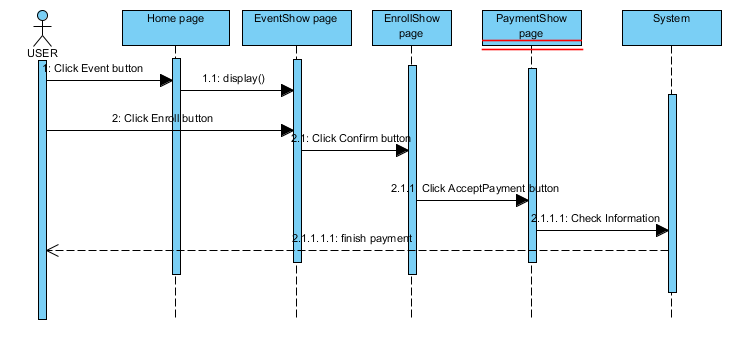 Home page
EventShow page
EnrollShow
page
PaymentShow
page
System
USER
1: Click Event button
1.1: display()
2: Click Enroll button
2.1: Click Confirm button
2.1.1 Click AcceptPayment button
2.1.1.1: Check Information
2.1.1.1.1: finish payment